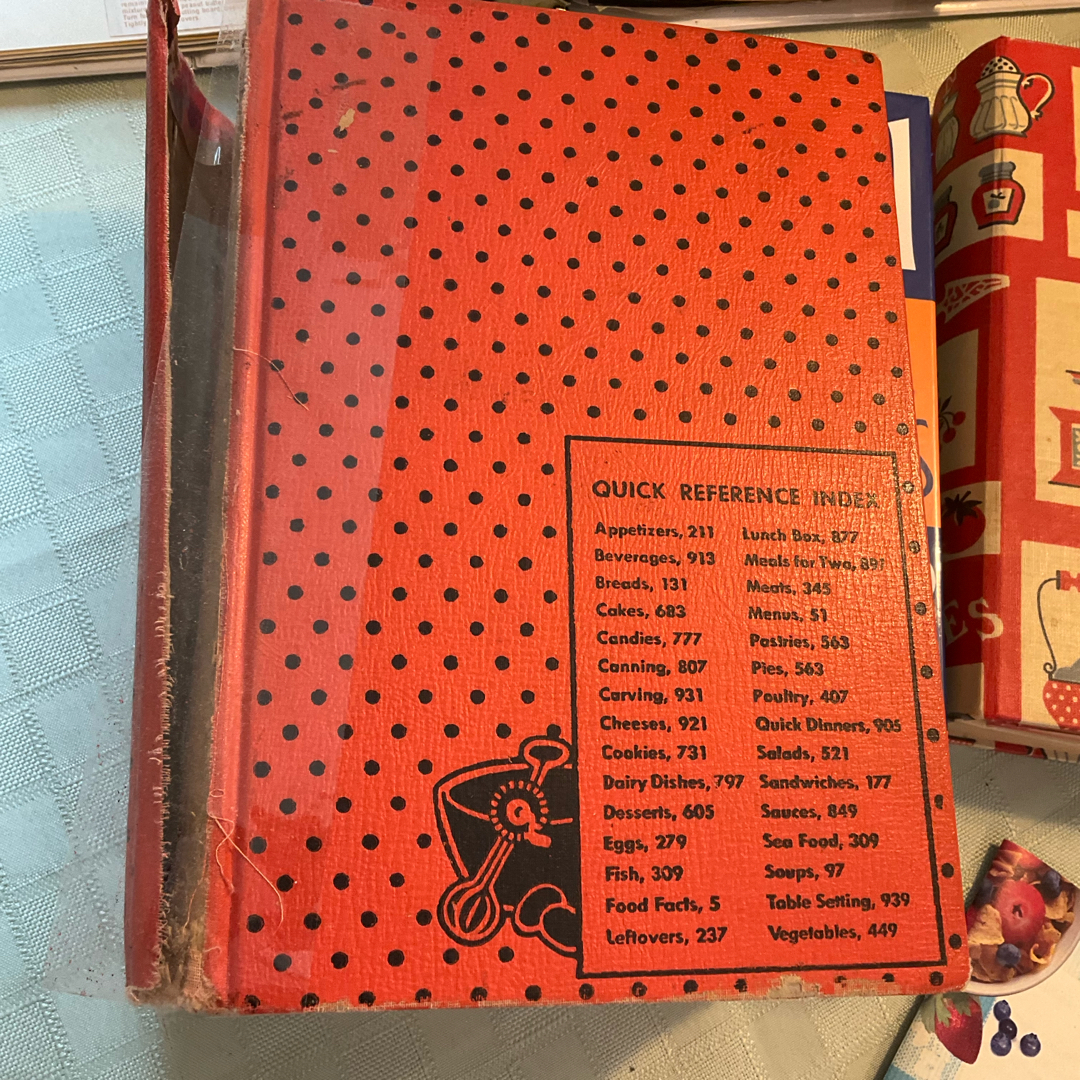 QUICK REFERENCE INDEX
Appetizers, 211
Beverages, 913
Breads, 131
Cakes, 683
Candies, 777
Canning, 807
Carving, 931
Cheeses, 921
Cookies, 731
Dairy Dishes, 797
Desserts, 605
Eggs, 279
Fish, 309
Food Facts, 5
Leftovers, 237
Lunch Box, 877
Meals for Two,
Meats, 345
Menus, 51
Pastries, 563
Pies, 563
Poultry, 407
Quick Dinners, 905
Salads, 521
Sandwiches, 177
Sauces, 849
Sea Food, 309
Soups, 97
Table Setting, 939
Vegetables, 449
ES